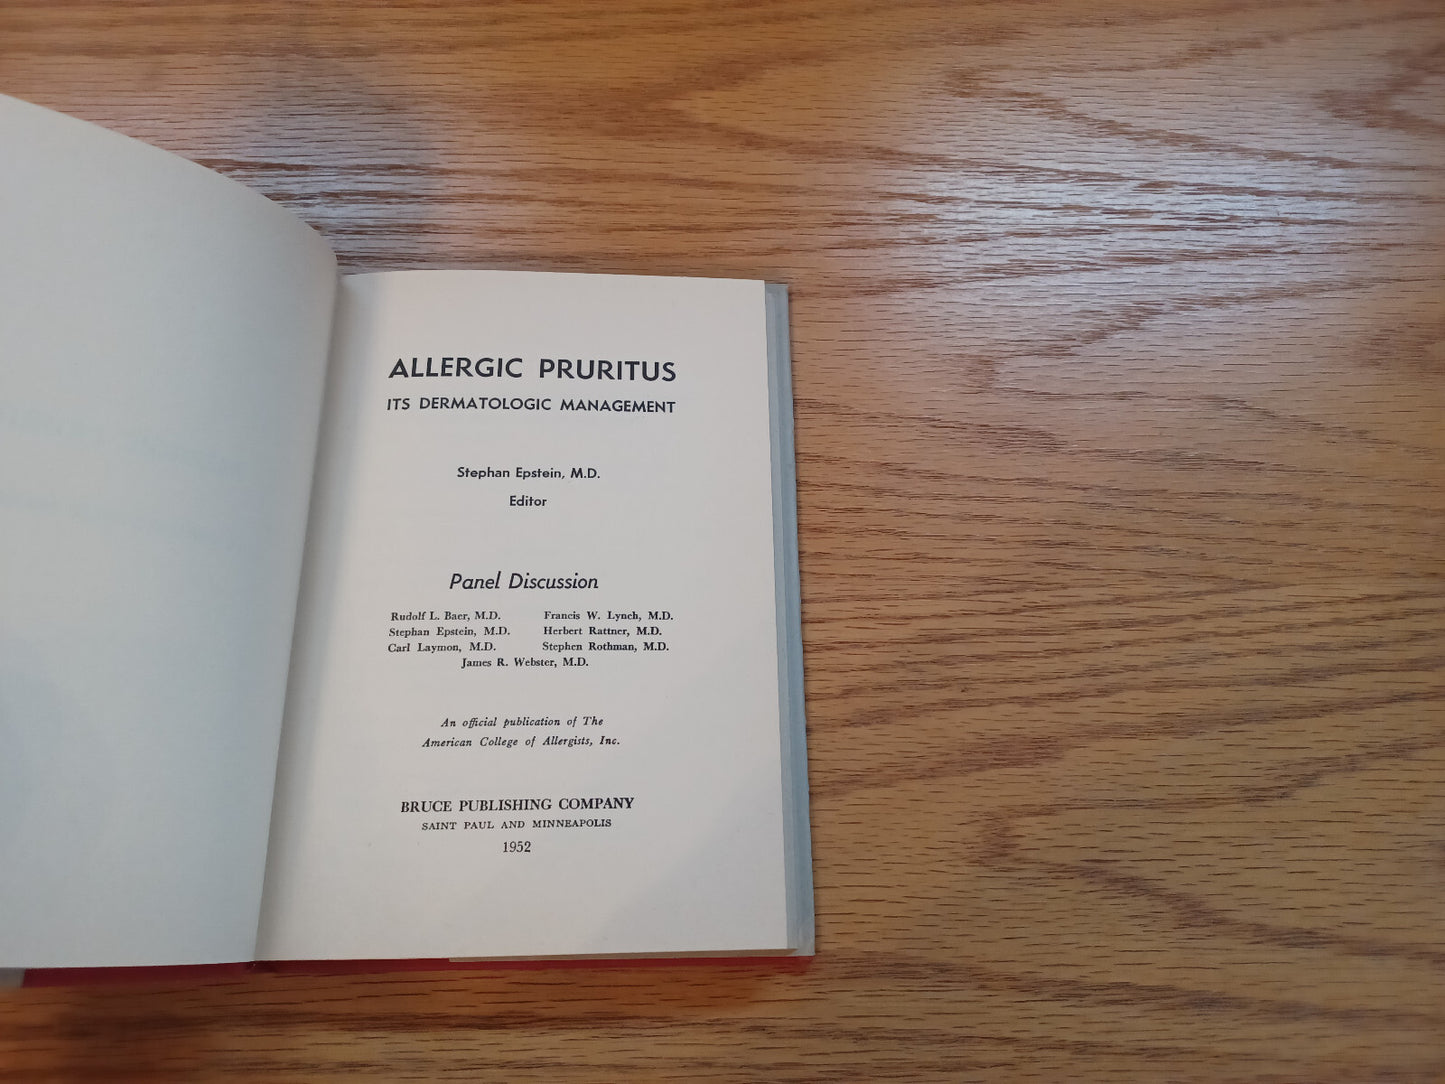 ALLERGIC PRURITUS
ITS DERMATOLOGIC MANAGEMENT
Stephan Epstein, M.D.
Editor
Panel Discussion
Rudolf L. Baer, M.D. Francis W. Lynch, M.D.
Stephan Epstein, M.D. Herbert Rattner, M.D.
Carl Laymon, M.D. Stephen Rothman, M.D.
James R. Webster, M.D.
An official publication of The
American College of Allergists, Inc.
BRUCE PUBLISHING COMPANY
SAINT PAUL AND MINNEAPOLIS
1952